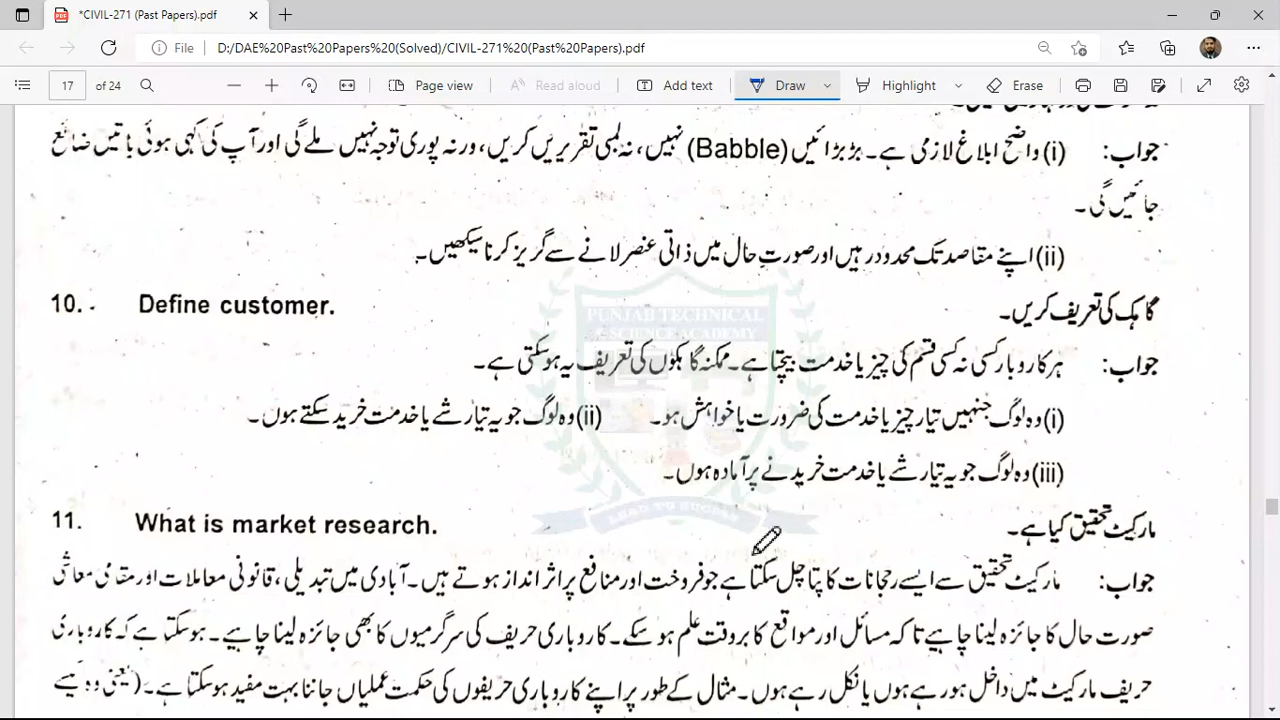 *CIVIL-271 (Past Papers).pdf
File D:/DAE%20Past%20Papers%20(Solved)/CIVIL-271%20(Past%20Papers).pdf
17 of 24 Page view Read aloud Add text Draw Highlight Erase
جواب: (i) واضح ابلاغ لازمی ہے۔ بڑبڑائیں (Babble) نہیں، نہ لمبی تقریریں کریں، ورنہ پوری توجہ نہیں ملے گی اور آپ کی کہی ہوئی باتیں ضائع
جائیں گی۔
(ii) اپنے مقاصد تک محدود رہیں اور صورتِ حال میں ذاتی عنصر لانے سے گریز کرنا سیکھیں۔
10. Define customer. گاہک کی تعریف کریں۔
جواب: ہر کاروبار کسی نہ کسی قسم کی چیز یا خدمت بیچتا ہے۔ ممکنہ گاہکوں کی تعریف یہ ہوسکتی ہے۔
(i) وہ لوگ جنہیں تیار چیز یا خدمت کی ضرورت یا خواہش ہو۔ (ii) وہ لوگ جو یہ تیار شے یا خدمت خرید سکتے ہوں۔
(iii) وہ لوگ جو یہ تیار شے یا خدمت خریدنے پر آمادہ ہوں۔
11. What is market research. مارکیٹ تحقیق کیا ہے۔
جواب: مارکیٹ تحقیق سے ایسے رجحانات کا پتا چل سکتا ہے جو فروخت اور منافع پر اثر انداز ہوتے ہیں۔ آبادی میں تبدیلی، قانونی معاملات اور مقامی معاشی
صورت حال کا جائزہ لینا چاہیے تاکہ مسائل اور مواقع کا بروقت علم ہو سکے۔ کاروباری حریف کی سرگرمیوں کا بھی جائزہ لینا چاہیے۔ ہوسکتا ہے کہ کاروباری
حریف مارکیٹ میں داخل ہو رہے ہوں یا نکل رہے ہوں۔ مثال کے طور پر اپنے کاروباری حریفوں کی حکمت عملیاں جاننا بہت مفید ہوسکتا ہے۔ (یعنی وہ کیسے
PUNJAB TECHNICAL
& SCIENCE ACADEMY